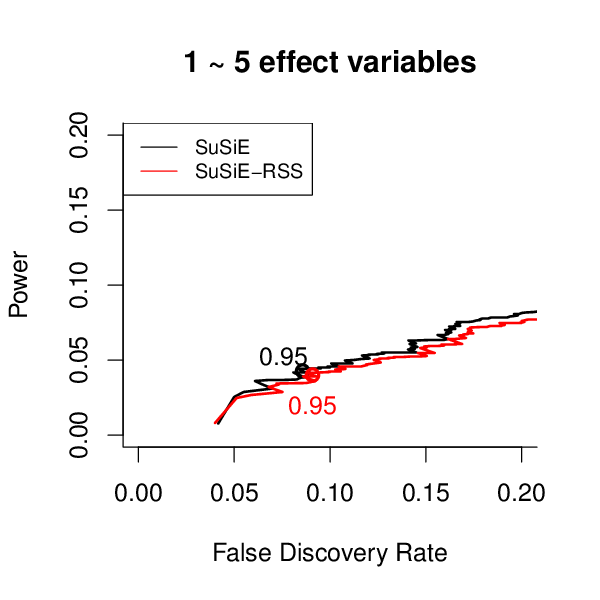 1 ~ 5 effect variables
SuSiE
SuSiE−RSS
Power
0.20
0.15
0.10
0.05
0.00
0.95
0.95
0.00 0.05 0.10 0.15 0.20
False Discovery Rate